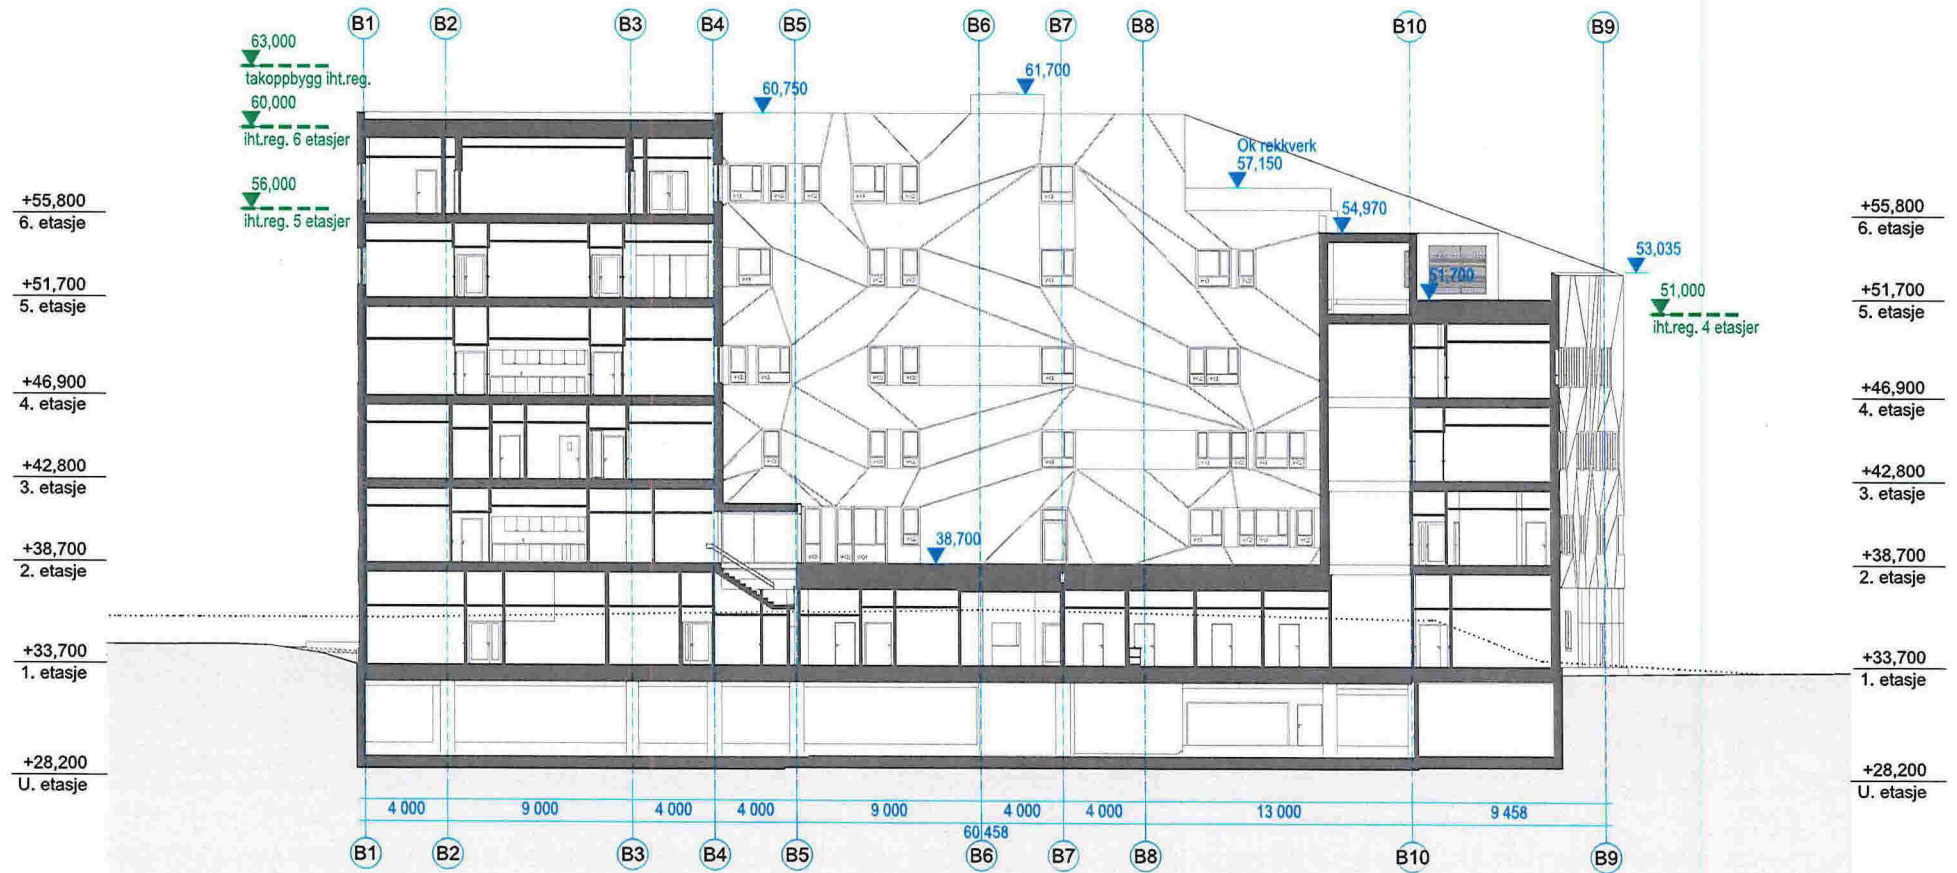 B1 B2 B3 B4 B5 B6 B7 B8 B10 B9
63,000
takoppbygg iht.reg.
60,000
iht.reg. 6 etasjer
56,000
iht.reg. 5 etasjer
60,750
61,700
Ok rekkverk
57,150
54,970
53,035
51,700
51,000
iht.reg. 4 etasjer
38,700
+55,800
6. etasje
+51,700
5. etasje
+46,900
4. etasje
+42,800
3. etasje
+38,700
2. etasje
+33,700
1. etasje
+28,200
U. etasje
+55,800
6. etasje
+51,700
5. etasje
+46,900
4. etasje
+42,800
3. etasje
+38,700
2. etasje
+33,700
1. etasje
+28,200
U. etasje
4 000 9 000 4 000 4 000 9 000 4 000 4 000 13 000 9 458
60 458
B1 B2 B3 B4 B5 B6 B7 B8 B10 B9